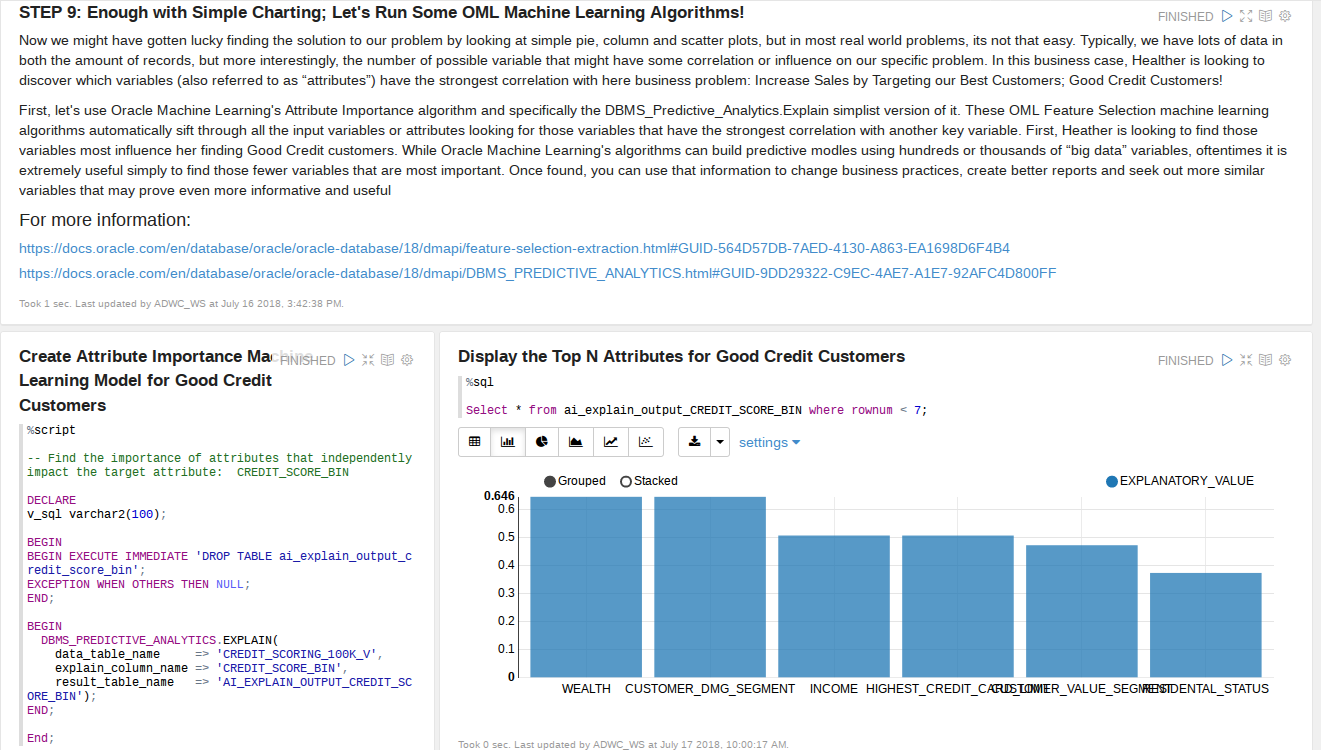 STEP 9: Enough with Simple Charting; Let's Run Some OML Machine Learning Algorithms!
FINISHED
Now we might have gotten lucky finding the solution to our problem by looking at simple pie, column and scatter plots, but in most real world problems, its not that easy. Typically, we have lots of data in
both the amount of records, but more interestingly, the number of possible variable that might have some correlation or influence on our specific problem. In this business case, Healther is looking to
discover which variables (also referred to as “attributes”) have the strongest correlation with here business problem: Increase Sales by Targeting our Best Customers; Good Credit Customers!
First, let's use Oracle Machine Learning's Attribute Importance algorithm and specifically the DBMS_Predictive_Analytics.Explain simplist version of it. These OML Feature Selection machine learning
algorithms automatically sift through all the input variables or attributes looking for those variables that have the strongest correlation with another key variable. First, Heather is looking to find those
variables most influence her finding Good Credit customers. While Oracle Machine Learning's algorithms can build predictive modles using hundreds or thousands of “big data” variables, oftentimes it is
extremely useful simply to find those fewer variables that are most important. Once found, you can use that information to change business practices, create better reports and seek out more similar
variables that may prove even more informative and useful
For more information:
https://docs.oracle.com/en/database/oracle/oracle-database/18/dmapi/feature-selection-extraction.html#GUID-564D57DB-7AED-4130-A863-EA1698D6F4B4
https://docs.oracle.com/en/database/oracle/oracle-database/18/dmapi/DBMS_PREDICTIVE_ANALYTICS.html#GUID-9DD29322-C9EC-4AE7-A1E7-92AFC4D800FF
Took 1 sec. Last updated by ADWC_WS at July 16 2018, 3:42:38 PM.
Create Attribute Importance Machine
FINISHED
Learning Model for Good Credit
Customers
%script
-- Find the importance of attributes that independently
impact the target attribute:  CREDIT_SCORE_BIN
DECLARE
v_sql varchar2(100);
BEGIN
BEGIN EXECUTE IMMEDIATE 'DROP TABLE ai_explain_output_c
redit_score_bin';
EXCEPTION WHEN OTHERS THEN NULL;
END;
BEGIN
DBMS_PREDICTIVE_ANALYTICS.EXPLAIN(
data_table_name     => 'CREDIT_SCORING_100K_V',
explain_column_name => 'CREDIT_SCORE_BIN',
result_table_name   => 'AI_EXPLAIN_OUTPUT_CREDIT_SC
ORE_BIN');
END;
End;
Display the Top N Attributes for Good Credit Customers
FINISHED
%sql
Select * from ai_explain_output_CREDIT_SCORE_BIN where rownum < 7;
settings
Grouped Stacked
EXPLANATORY_VALUE
0.646
0.6
0.5
0.4
0.3
0.2
0.1
0
WEALTH CUSTOMER_DMG_SEGMENT INCOME HIGHEST_CREDIT_CARD_LIMIT CUSTOMER_VALUE_SEGMENT RESIDENTAL_STATUS
Took 0 sec. Last updated by ADWC_WS at July 17 2018, 10:00:17 AM.